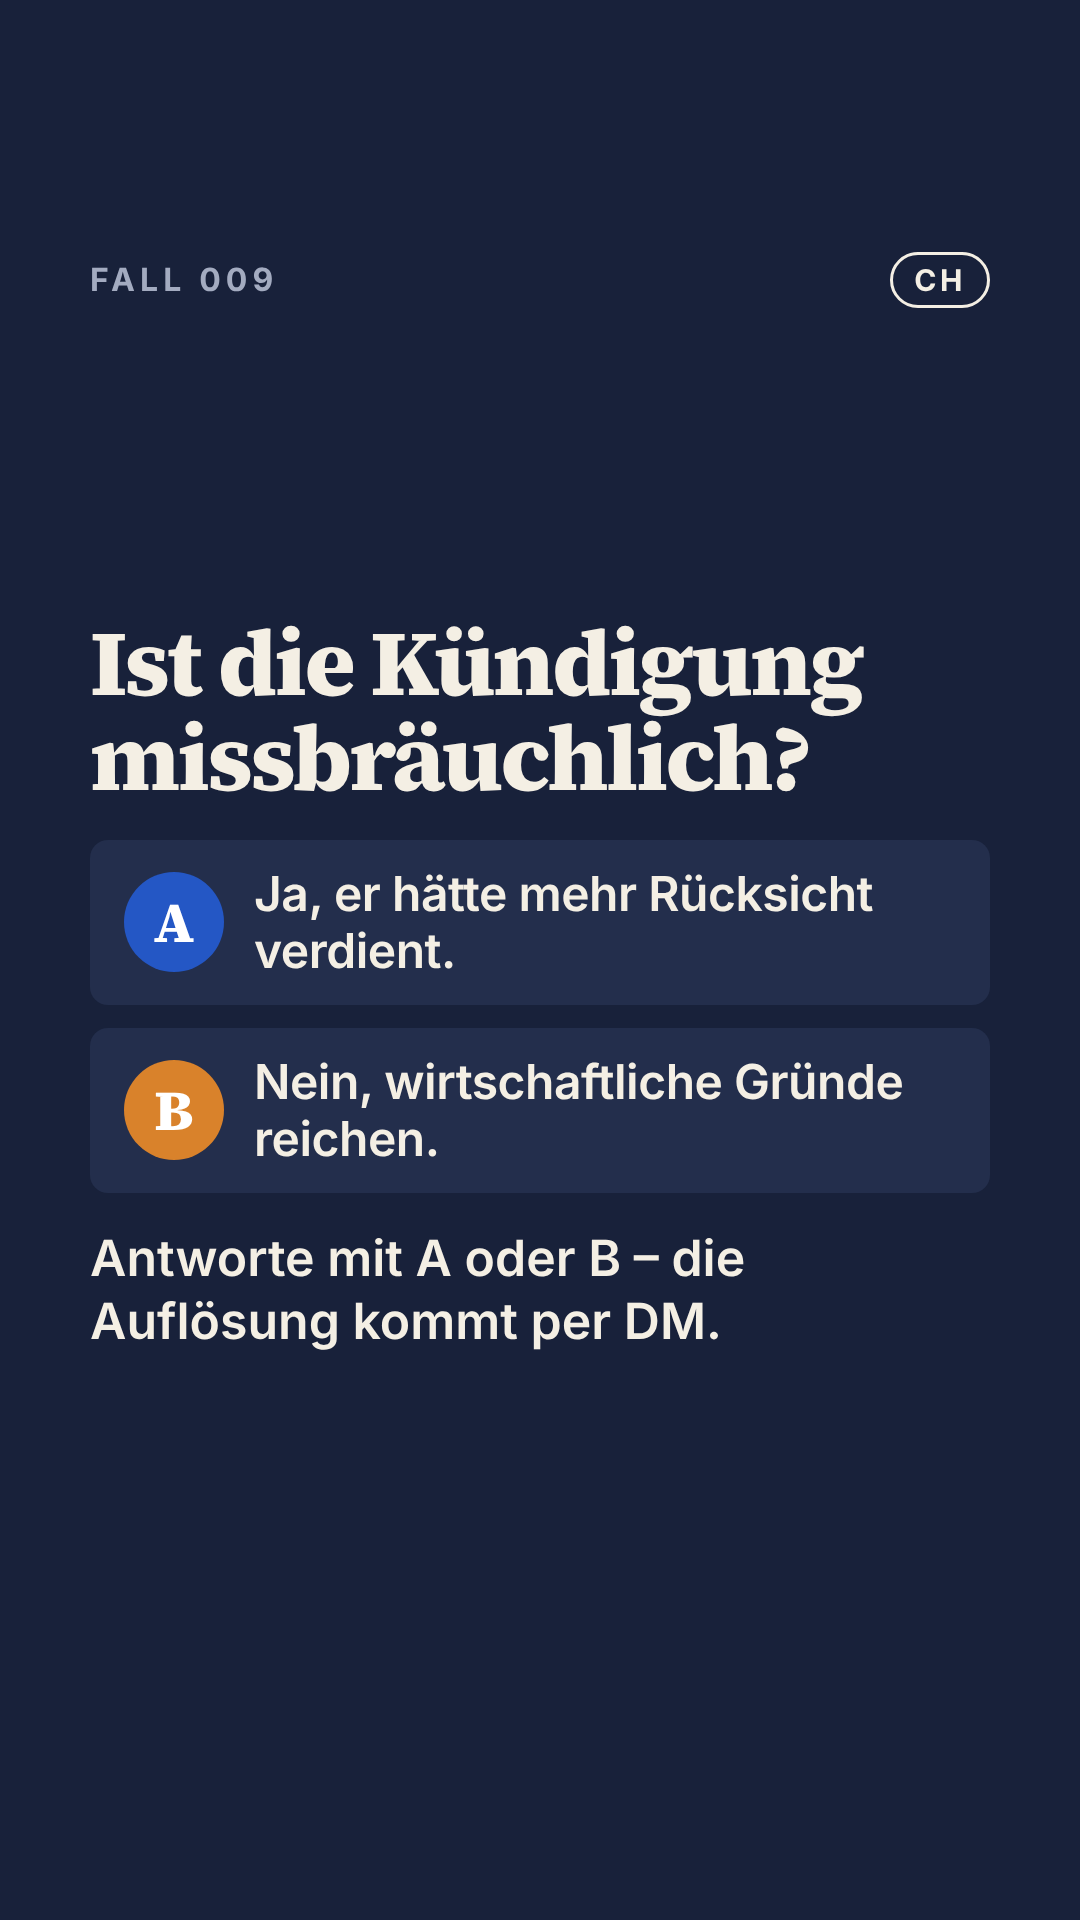 FALL 009
CH
Ist die Kündigung
missbräuchlich?
A
Ja, er hätte mehr Rücksicht
verdient.
B
Nein, wirtschaftliche Gründe
reichen.
Antworte mit A oder B – die
Auflösung kommt per DM.